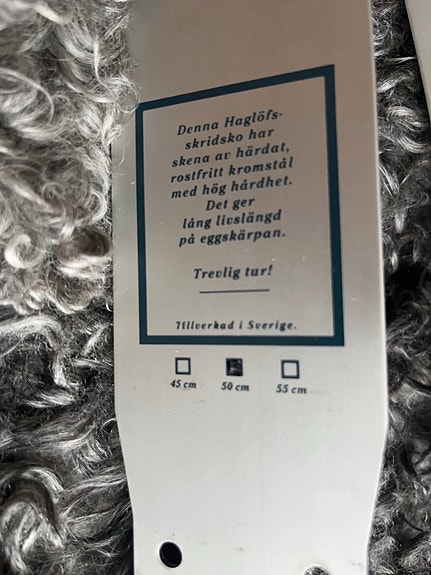 Denna Haglöfs-
skridsko har
skena av härdat,
rostfritt kromstål
med hög hårdhet.
Det ger
lång livslängd
på eggskärpan.
Trevlig tur!
Tillverkad i Sverige.
45 cm 50 cm 55 cm